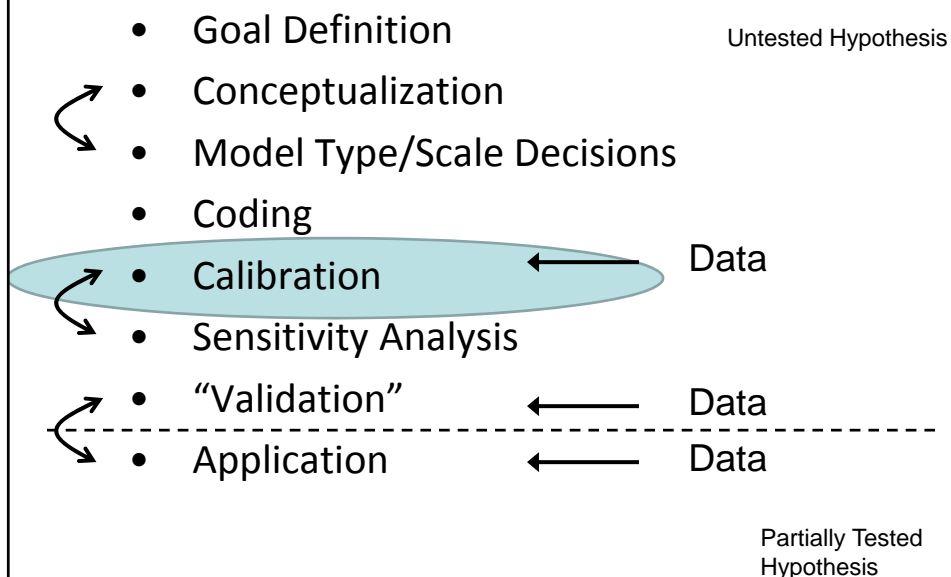 • Goal Definition
Untested Hypothesis
• Conceptualization
• Model Type/Scale Decisions
• Coding
• Calibration
Data
• Sensitivity Analysis
• “Validation”
Data
• Application
Data
Partially Tested
Hypothesis